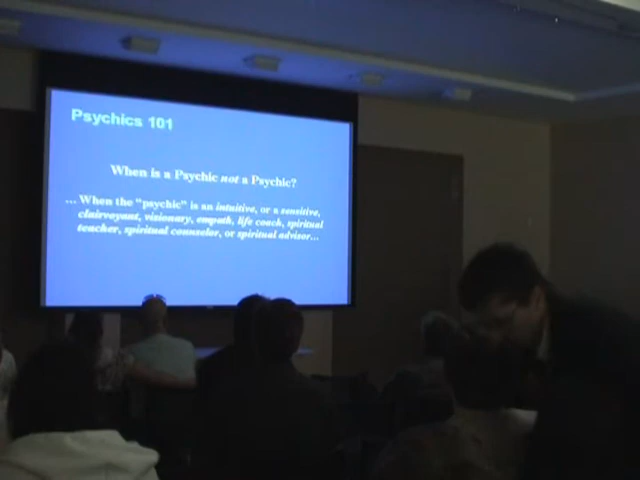 Psychics 101
When is a Psychic not a Psychic?
... When the "psychic" is an intuitive, or a sensitive,
clairvoyant, visionary, empath, life coach, spiritual
teacher, spiritual counselor, or spiritual advisor...